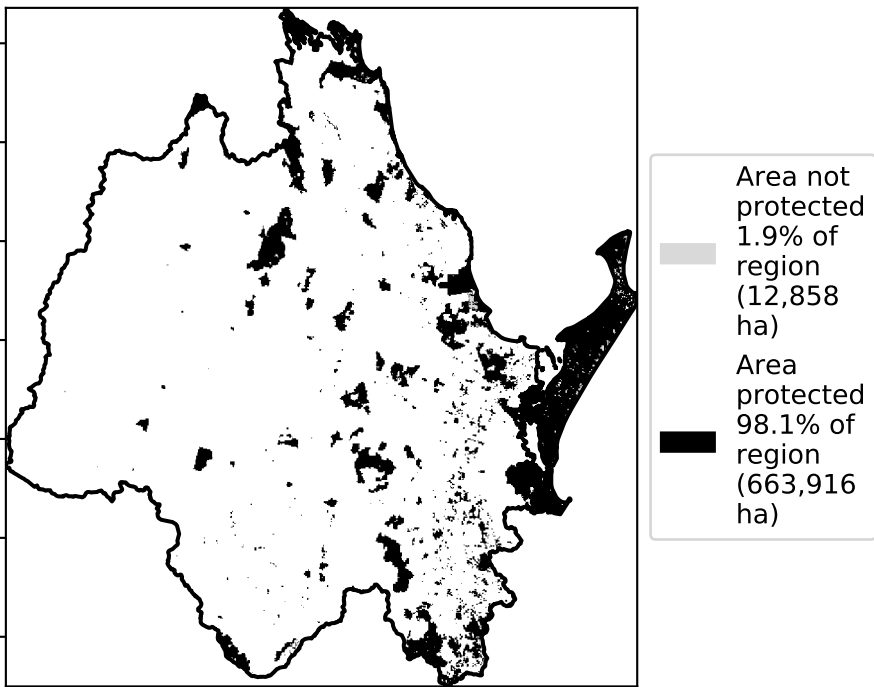 Area not
protected
1.9% of
region
(12,858
ha)
Area
protected
98.1% of
region
(663,916
ha)